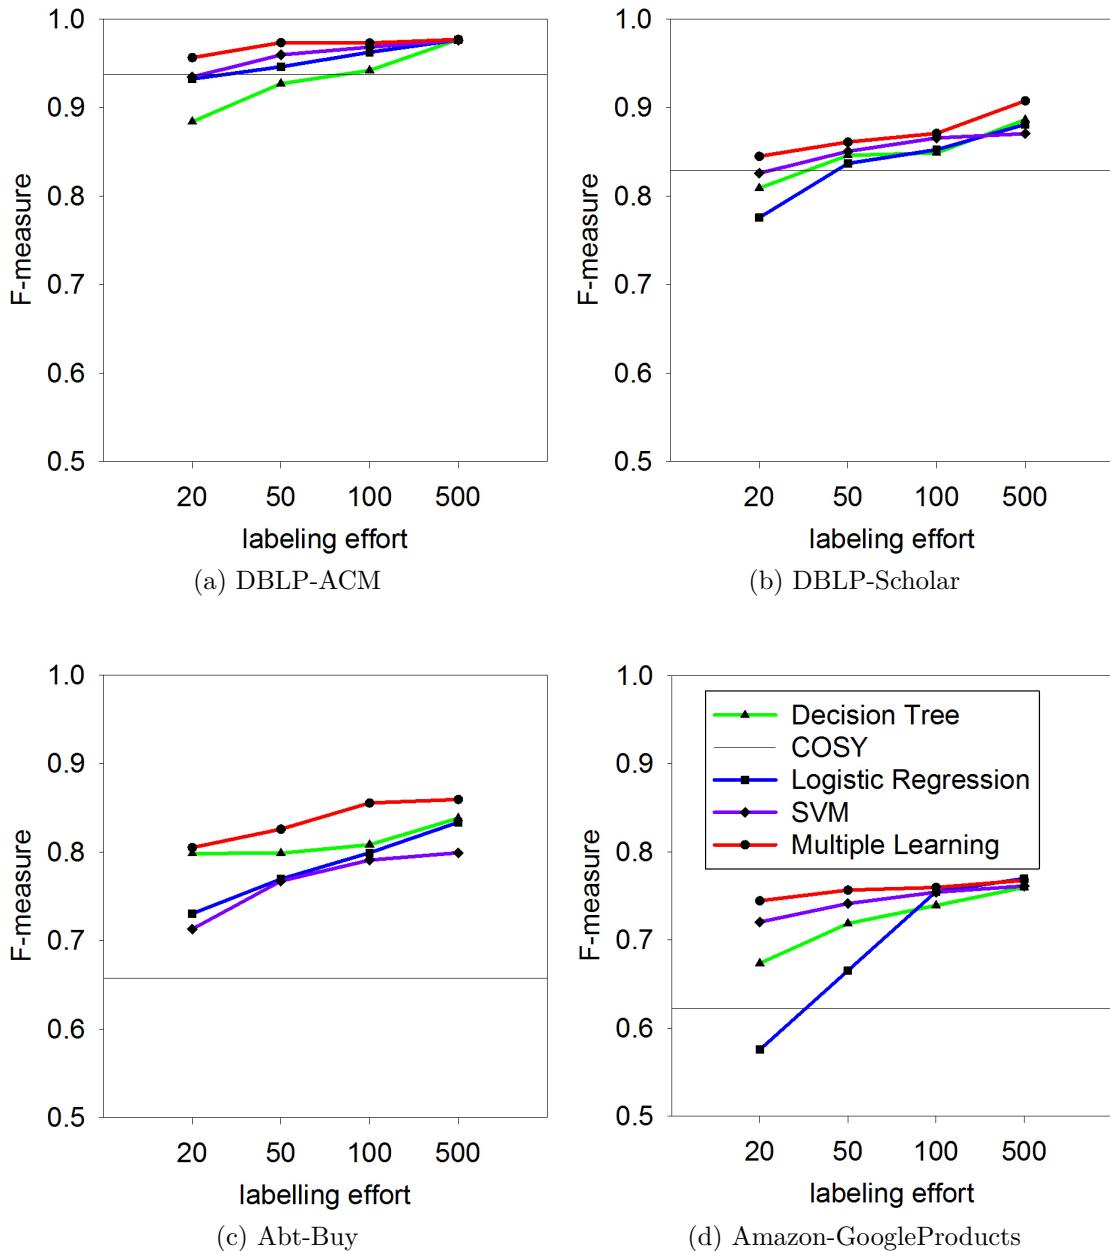 1.0
0.9
0.8
0.7
0.6
0.5
F-measure
20 50 100 500
labeling effort
(a) DBLP-ACM
1.0
0.9
0.8
0.7
0.6
0.5
F-measure
20 50 100 500
labeling effort
(b) DBLP-Scholar
1.0
0.9
0.8
0.7
0.6
0.5
F-measure
20 50 100 500
labelling effort
(c) Abt-Buy
1.0
0.9
0.8
0.7
0.6
0.5
F-measure
Decision Tree
COSY
Logistic Regression
SVM
Multiple Learning
20 50 100 500
labeling effort
(d) Amazon-GoogleProducts